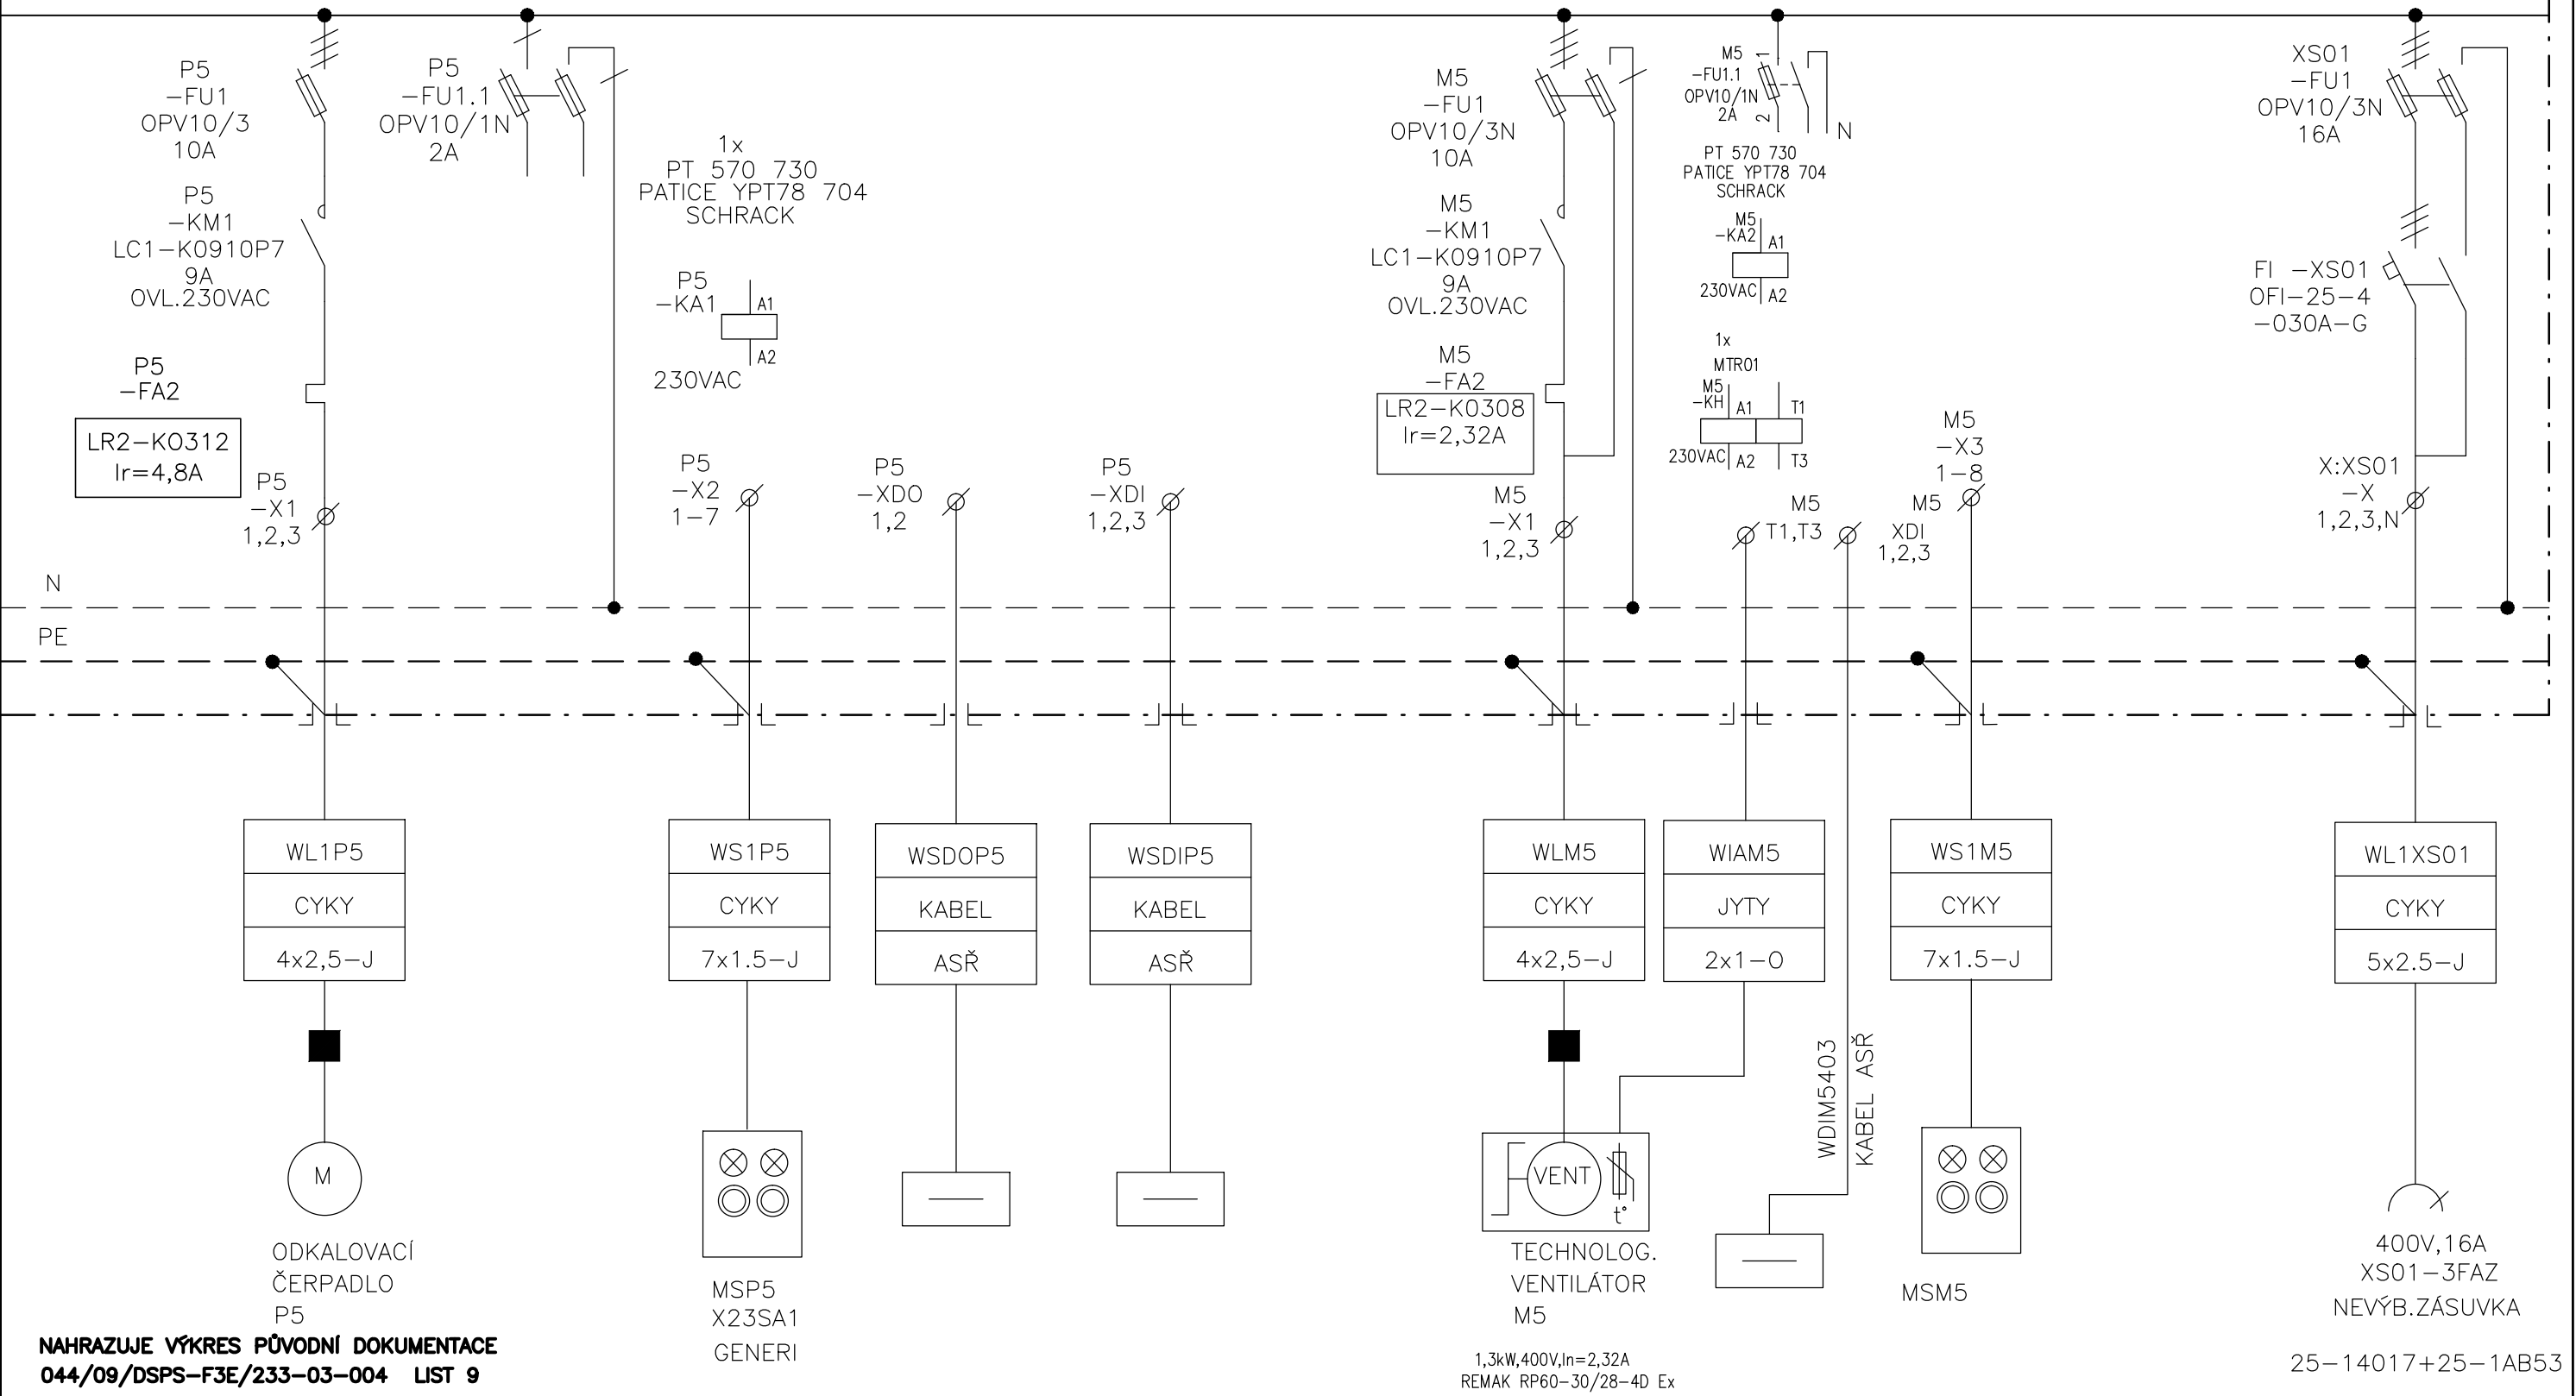 P5
-FU1
OPV10/3
10A
P5
-KM1
LC1-K0910P7
9A
OVL.230VAC
P5
-FA2
LR2-K0312
Ir=4,8A
P5
-X1
1,2,3
P5
-FU1.1
OPV10/1N
2A
1x
PT 570 730
PATICE YPT78 704
SCHRACK
P5
-KA1
A1
A2
230VAC
P5
-X2
1-7
P5
-XDO
1,2
P5
-XDI
1,2,3
M5
-FU1
OPV10/3N
10A
M5
-KM1
LC1-K0910P7
9A
OVL.230VAC
M5
-FA2
LR2-K0308
Ir=2,32A
M5
-X1
1,2,3
M5
-FU1.1
OPV10/1N
2A
1
2
N
PT 570 730
PATICE YPT78 704
SCHRACK
M5
-KA2
A1
230VAC
A2
1x
MTR01
M5
-KH
A1
T1
230VAC
A2
T3
M5
T1,T3
M5
XDI
1,2,3
M5
-X3
1-8
XS01
-FU1
OPV10/3N
16A
FI -XS01
OFI-25-4
-030A-G
X:XS01
-X
1,2,3,N
N
PE
WL1P5
CYKY
4x2,5-J
WS1P5
CYKY
7x1.5-J
WSDOP5
KABEL
ASŘ
WSDIP5
KABEL
ASŘ
WLM5
CYKY
4x2,5-J
WIAM5
JYTY
2x1-O
WS1M5
CYKY
7x1.5-J
WL1XS01
CYKY
5x2.5-J
WDIM5403
KABEL ASŘ
M
ODKALOVACÍ
ČERPADLO
P5
MSP5
X23SA1
GENERI
VENT
t°
TECHNOLOG.
VENTILÁTOR
M5
1,3kW,400V,In=2,32A
REMAK RP60-30/28-4D Ex
MSM5
400V,16A
XS01-3FAZ
NEVÝB.ZÁSUVKA
25-14017+25-1AB53
NAHRAZUJE VÝKRES PŮVODNÍ DOKUMENTACE
044/09/DSPS-F3E/233-03-004 LIST 9